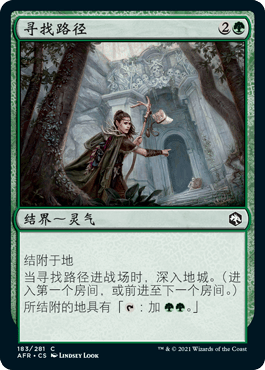 寻找路径 2
结界～灵气
结附于地
当寻找路径进战场时，深入地城。（进
入第一个房间，或前进至下一个房间。）
所结附的地具有「：加。」
183/281 C
AFR • CS LINDSEY LOOK
™ & © 2021 Wizards of the Coast